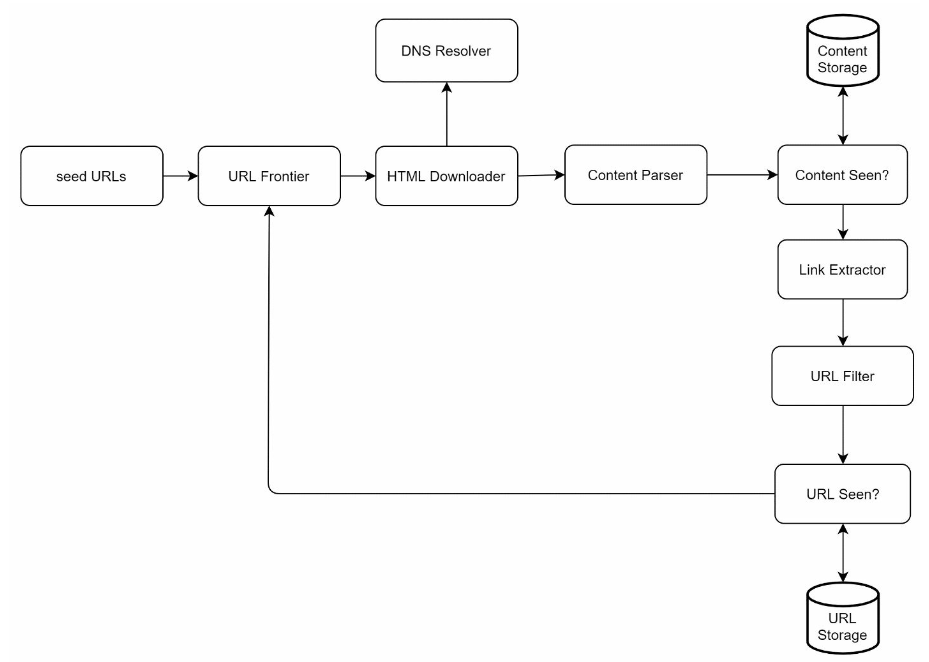 DNS Resolver
Content
Storage
seed URLs
URL Frontier
HTML Downloader
Content Parser
Content Seen?
Link Extractor
URL Filter
URL Seen?
URL
Storage